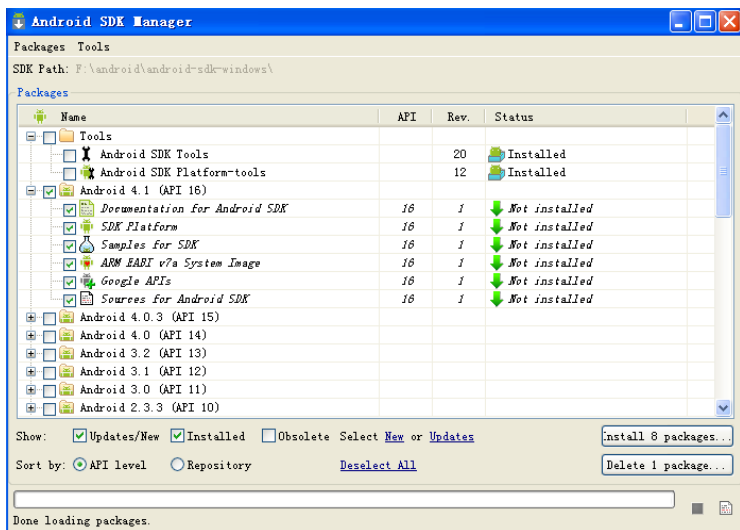 Android SDK Manager
Packages Tools
SDK Path: F:\android\android-sdk-windows\
Packages
Name API Rev. Status
Tools
Android SDK Tools 20 Installed
Android SDK Platform-tools 12 Installed
Android 4.1 (API 16)
Documentation for Android SDK 16 1 Not installed
SDK Platform 16 1 Not installed
Samples for SDK 16 1 Not installed
ARM EABI v7a System Image 16 1 Not installed
Google APIs 16 1 Not installed
Sources for Android SDK 16 1 Not installed
Android 4.0.3 (API 15)
Android 4.0 (API 14)
Android 3.2 (API 13)
Android 3.1 (API 12)
Android 3.0 (API 11)
Android 2.3.3 (API 10)
Show: Updates/New Installed Obsolete Select New or Updates Install 8 packages...
Sort by: API level Repository Deselect All Delete 1 package...
Done loading packages.